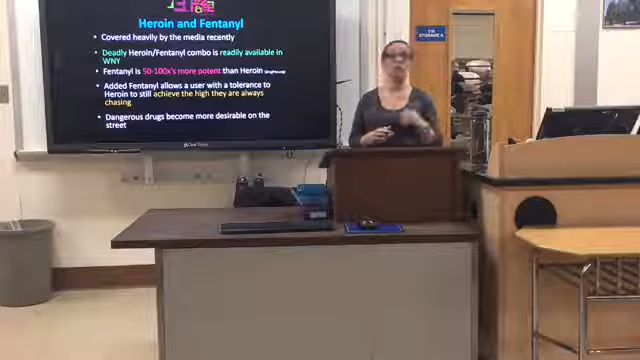 Heroin and Fentanyl
• Covered heavily by the media recently
• Deadly Heroin/Fentanyl combo is readily available in
WNY
• Fentanyl is 50-100x's more potent than Heroin
• Added Fentanyl allows a user with a tolerance to
Heroin to still achieve the high they are always
chasing
• Dangerous drugs become more desirable on the
street
STORAGE A